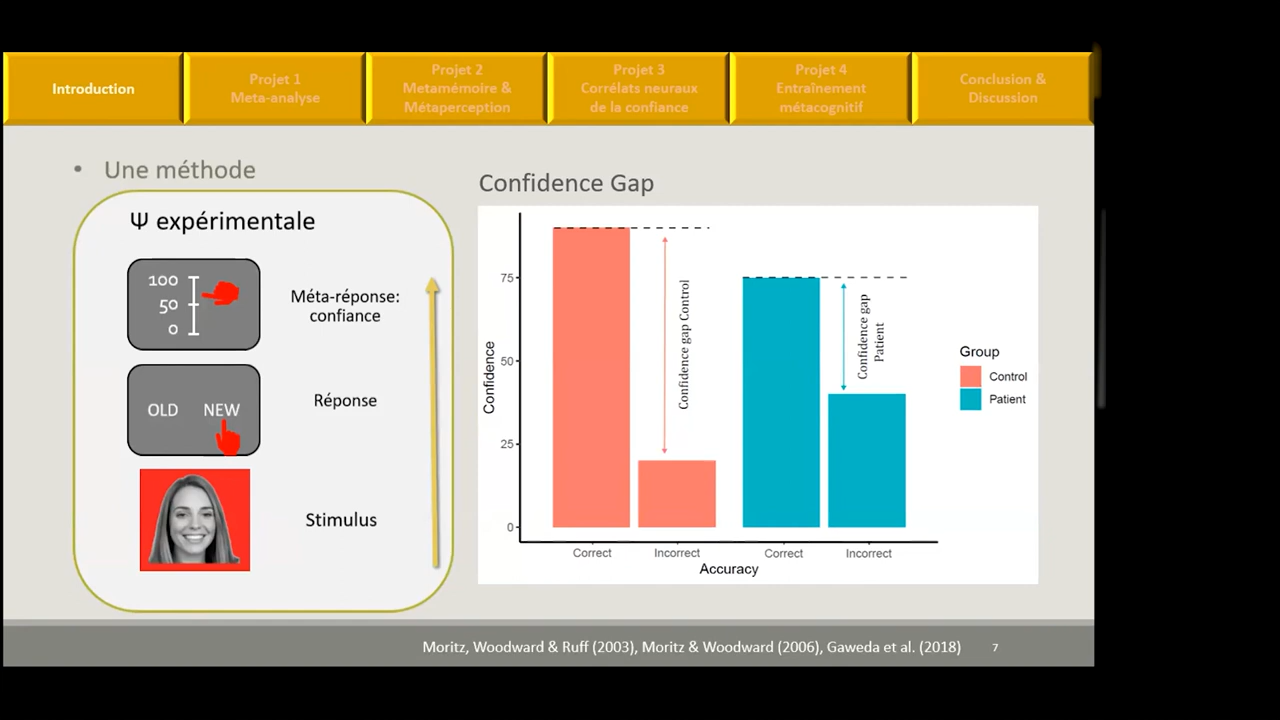 Introduction
Projet 1
Meta-analyse
Projet 2
Metamémoire &
Métaperception
Projet 3
Corrélats neuraux
de la confiance
Projet 4
Entraînement
métacognitif
Conclusion &
Discussion
• Une méthode
Ψ expérimentale
100
50
0
Méta-réponse:
confiance
OLD NEW
Réponse
Stimulus
Confidence Gap
Confidence
75
50
25
0
Confidence gap Control
Confidence gap
Patient
Correct
Incorrect
Correct
Incorrect
Accuracy
Group
Control
Patient
Moritz, Woodward & Ruff (2003), Moritz & Woodward (2006), Gaweda et al. (2018)
7